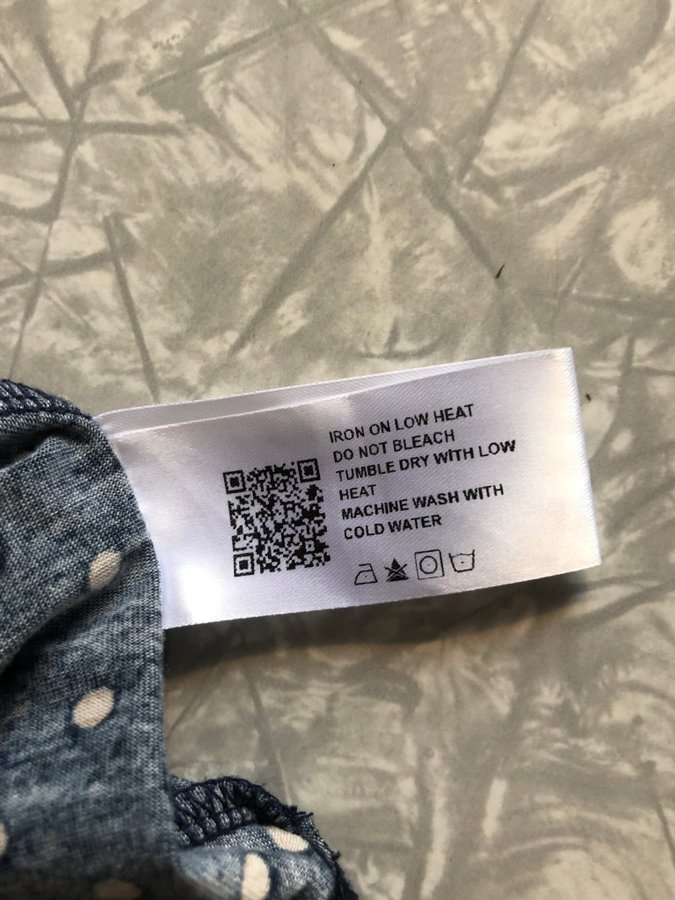 IRON ON LOW HEAT
DO NOT BLEACH
TUMBLE DRY WITH LOW
HEAT
MACHINE WASH WITH
COLD WATER